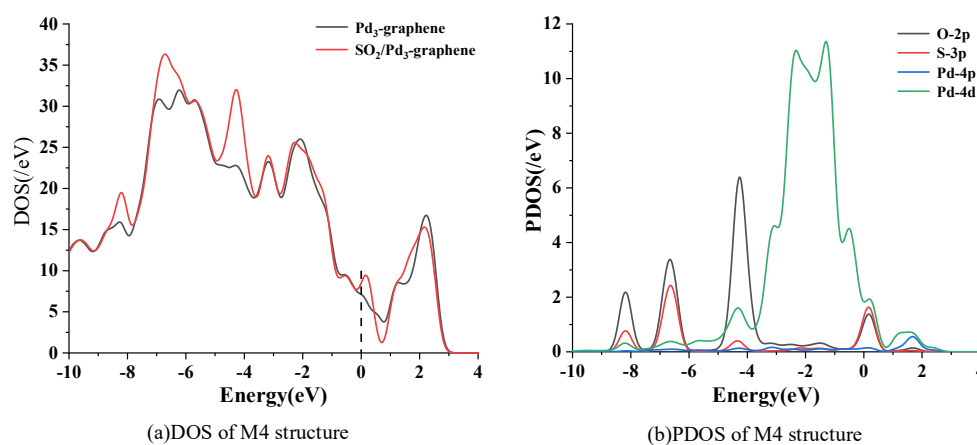 DOS(/eV)
40
35
30
25
20
15
10
5
0
Pd₃-graphene
SO₂/Pd₃-graphene
-10 -8 -6 -4 -2 0 2 4
Energy(eV)
(a)DOS of M4 structure
PDOS(/eV)
12
10
8
6
4
2
0
O-2p
S-3p
Pd-4p
Pd-4d
-10 -8 -6 -4 -2 0 2 4
Energy(eV)
(b)PDOS of M4 structure